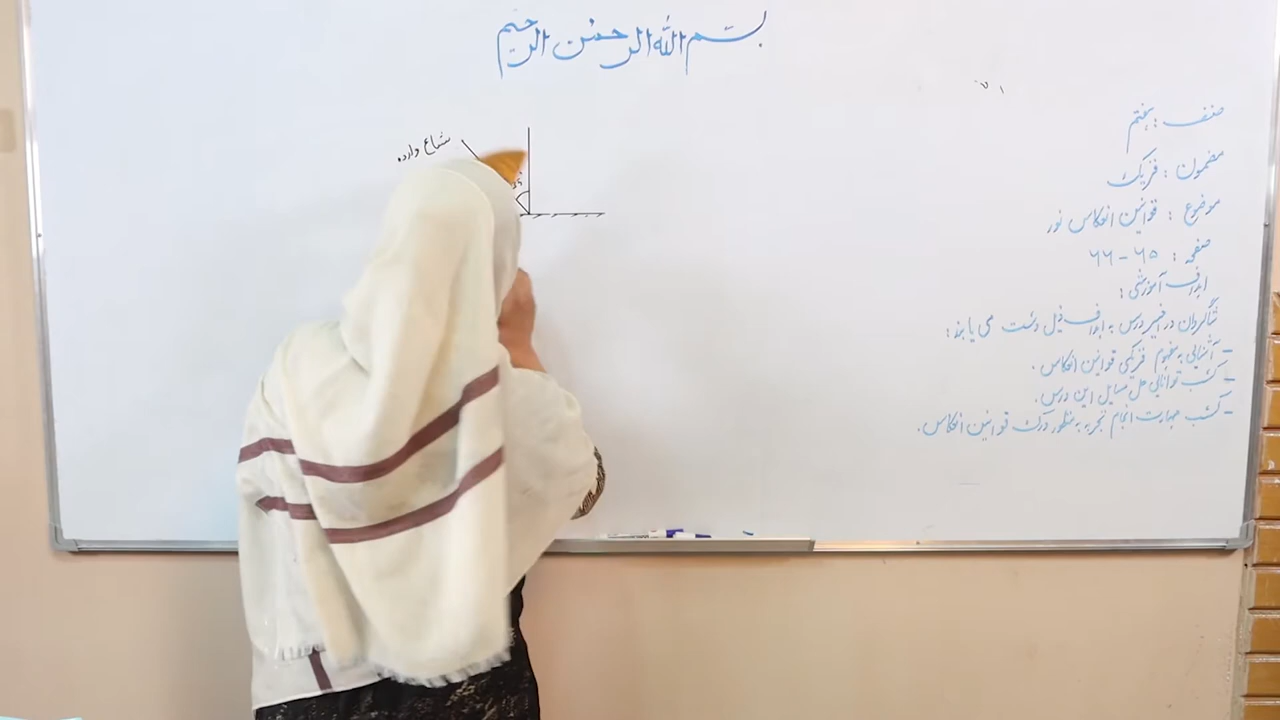 بسم الله الرحمن الرحیم
صنف : هفتم
مضمون : فزیک
موضوع : قوانین انعکاس نور
صفحه : ۶۵ - ۶۶
اهداف آموزشی :
شاگردان در اخیر درس به اهداف ذیل دست می یابند :
- آشنایی به مفهوم فزیکی قوانین انعکاس .
- کسب توانایی حل مسایل این درس .
- کسب مهارت انجام تجربه به منظور درک قوانین انعکاس .
شعاع وارده